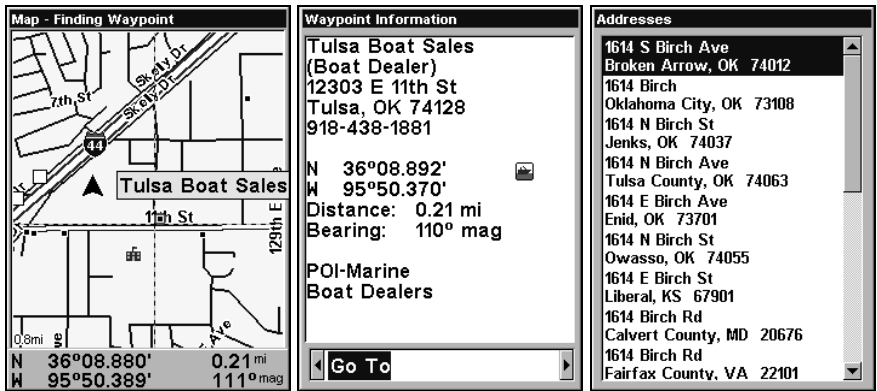 Map - Finding Waypoint
Skelly Dr
7th St
Skelly Dr
44
Tulsa Boat Sales
11th St
129th E
Ave
0.8mi
N 36º08.880' 0.21 mi
W 95º50.389' 111º mag
Waypoint Information
Tulsa Boat Sales
(Boat Dealer)
12303 E 11th St
Tulsa, OK 74128
918-438-1881
N 36º08.892'
W 95º50.370'
Distance: 0.21 mi
Bearing: 110º mag
POI-Marine
Boat Dealers
Go To
Addresses
1614 S Birch Ave
Broken Arrow, OK 74012
1614 Birch
Oklahoma City, OK 73108
1614 N Birch St
Jenks, OK 74037
1614 N Birch Ave
Tulsa County, OK 74063
1614 E Birch Ave
Enid, OK 73701
1614 N Birch St
Owasso, OK 74055
1614 E Birch St
Liberal, KS 67901
1614 Birch Rd
Calvert County, MD 20676
1614 Birch Rd
Fairfax County, VA 22101